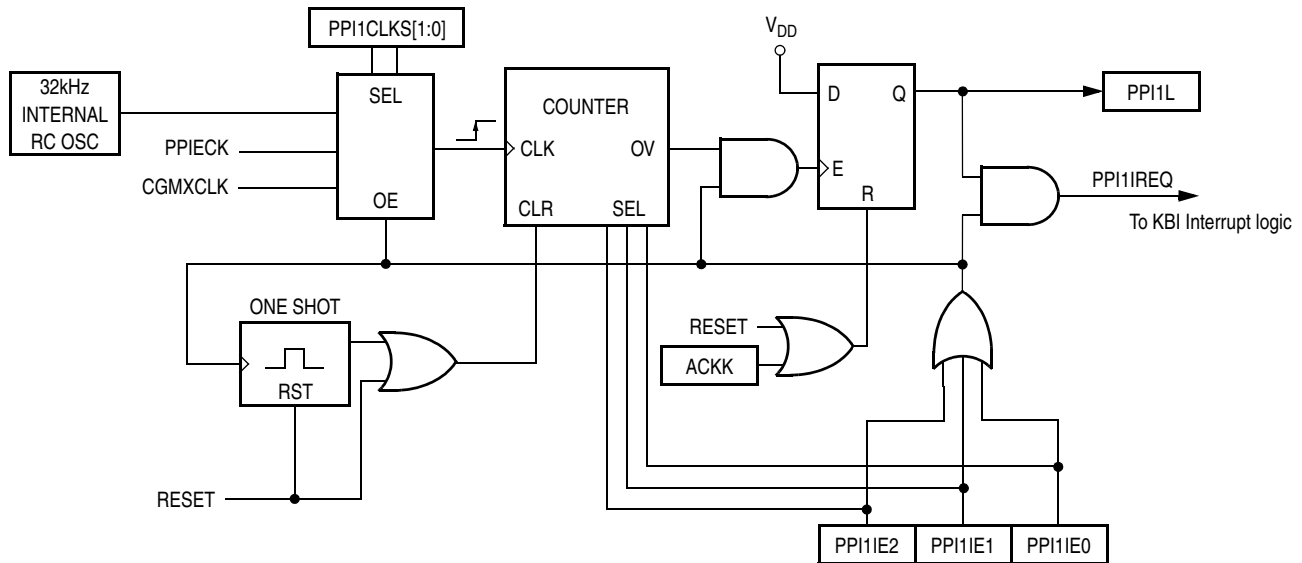 PPI1CLKS[1:0]
32kHz
INTERNAL
RC OSC
PPIECK
CGMXCLK
SEL
OE
COUNTER
CLK
OV
CLR
SEL
VDD
D
Q
E
R
PPI1L
PPI1IREQ
To KBI Interrupt logic
ONE SHOT
RST
RESET
RESET
ACKK
PPI1IE2
PPI1IE1
PPI1IE0